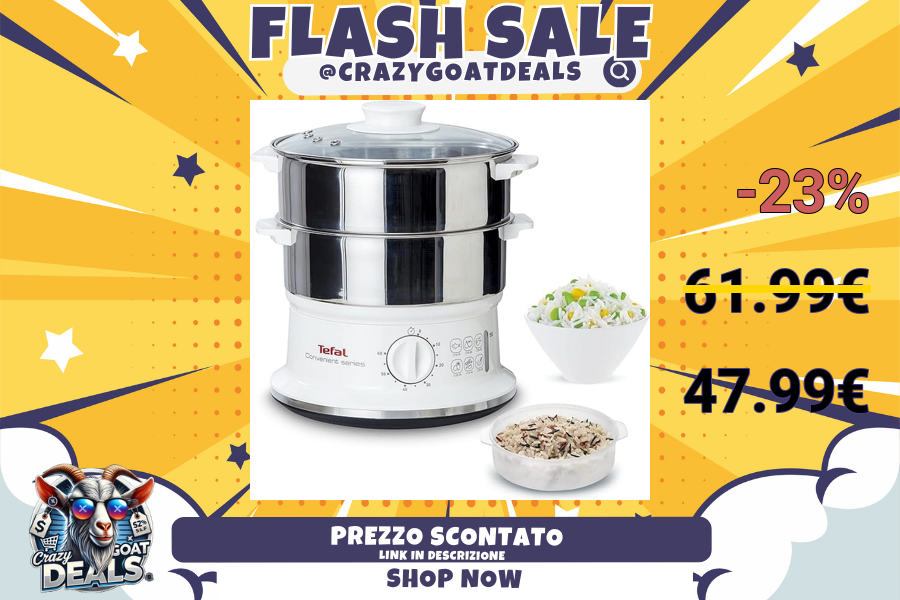 FLASH SALE
@CRAZYGOATDEALS
-23%
61.99€
47.99€
Tefal
Convenient series
$
52%
Crazy
GOAT
DEALS
PREZZO SCONTATO
LINK IN DESCRIZIONE
SHOP NOW